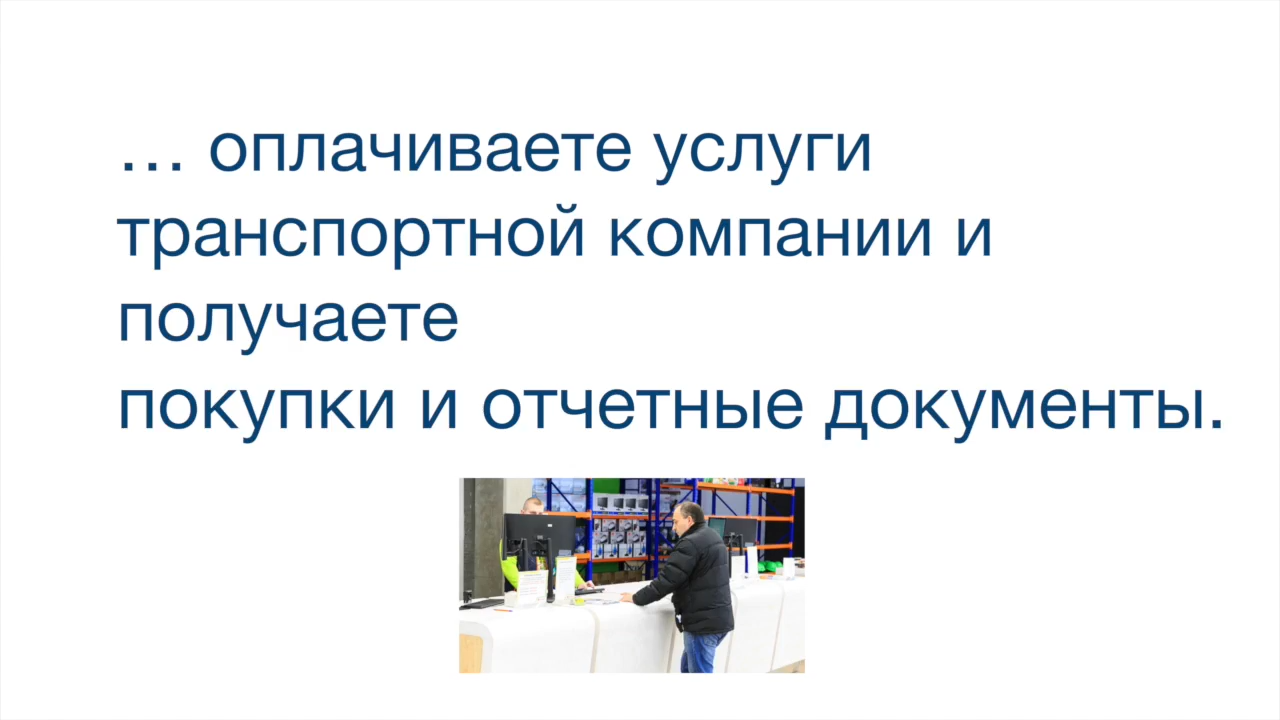 … оплачиваете услуги
транспортной компании и
получаете
покупки и отчетные документы.